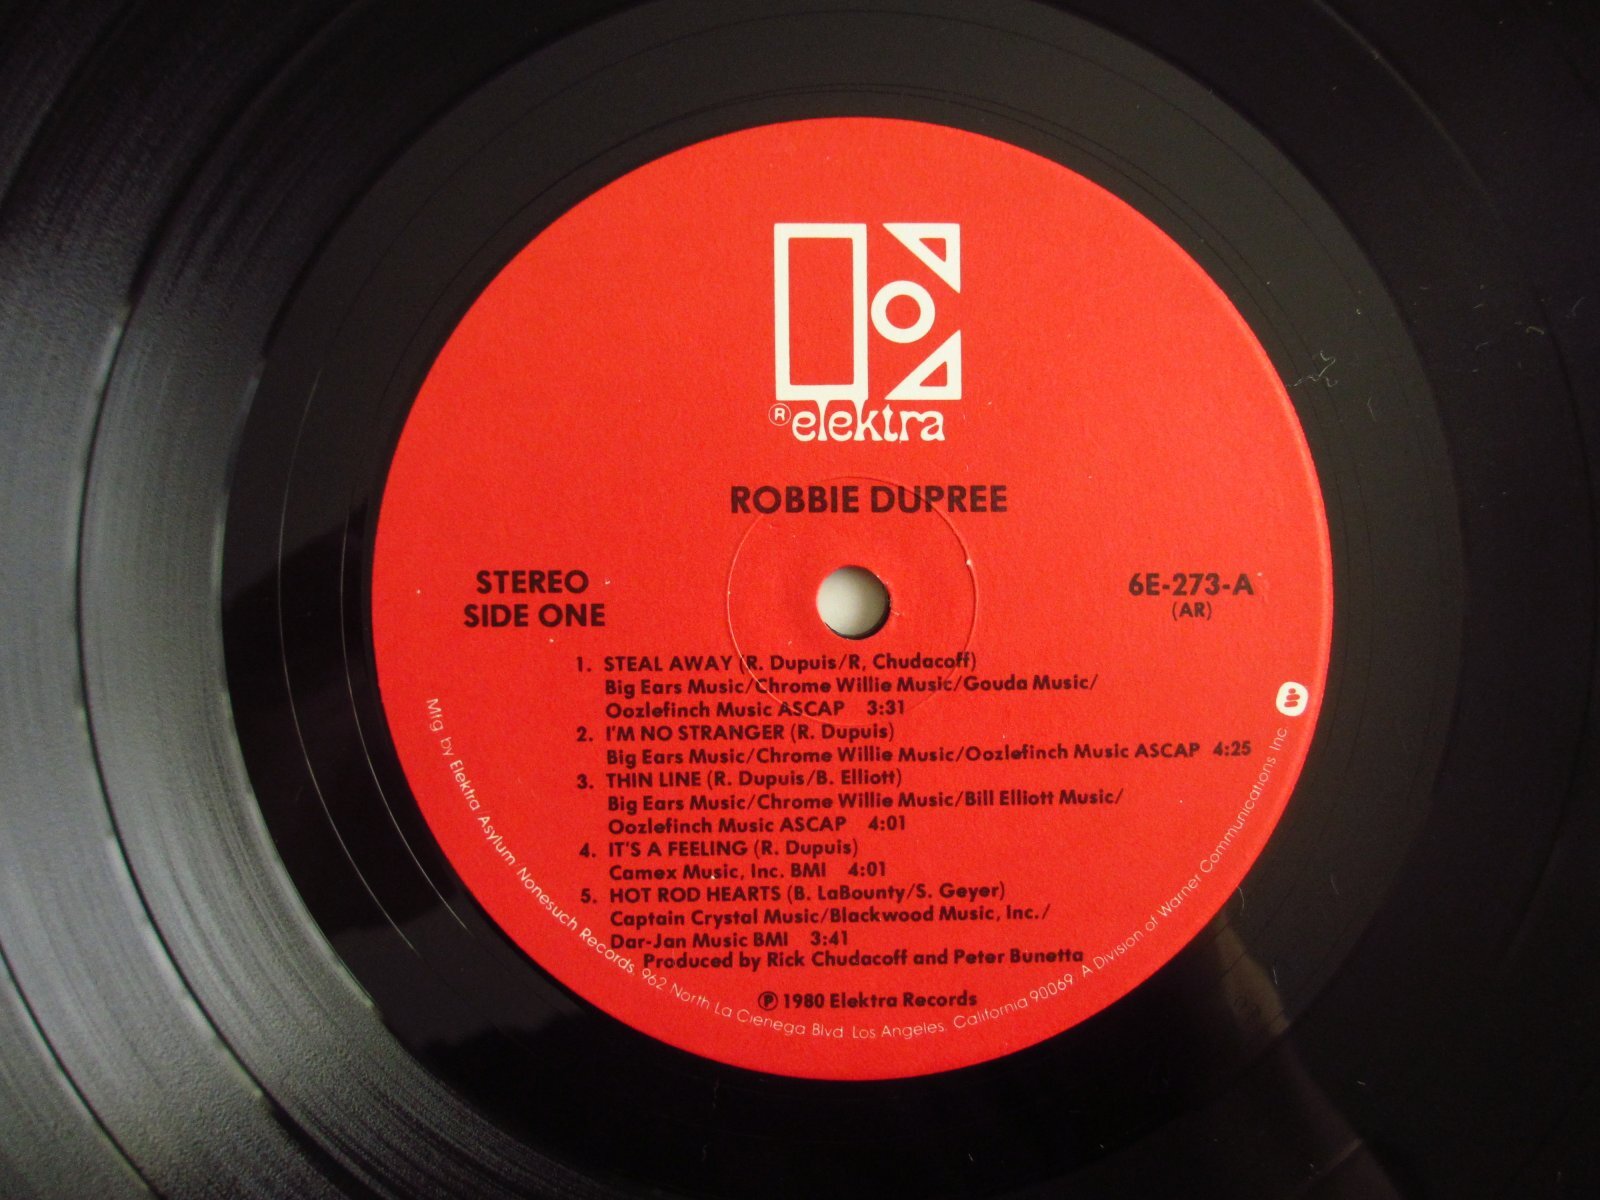 ® elektra
ROBBIE DUPREE
STEREO
SIDE ONE
6E-273-A
(AR)
1. STEAL AWAY (R. Dupuis/R, Chudacoff)
Big Ears Music/Chrome Willie Music/Gouda Music/
Oozlefinch Music ASCAP 3:31
2. I'M NO STRANGER (R. Dupuis)
Big Ears Music/Chrome Willie Music/Oozlefinch Music ASCAP 4:25
3. THIN LINE (R. Dupuis/B. Elliott)
Big Ears Music/Chrome Willie Music/Bill Elliott Music/
Oozlefinch Music ASCAP 4:01
4. IT'S A FEELING (R. Dupuis)
Camex Music, Inc. BMI 4:01
5. HOT ROD HEARTS (B. LaBounty/S. Geyer)
Captain Crystal Music/Blackwood Music, Inc./
Dar-Jan Music BMI 3:41
Produced by Rick Chudacoff and Peter Bunetta
℗ 1980 Elektra Records
Mfg. by Elektra/Asylum/Nonesuch Records, 962 North La Cienega Blvd. Los Angeles, California 90069. A Division of Warner Communications Inc.